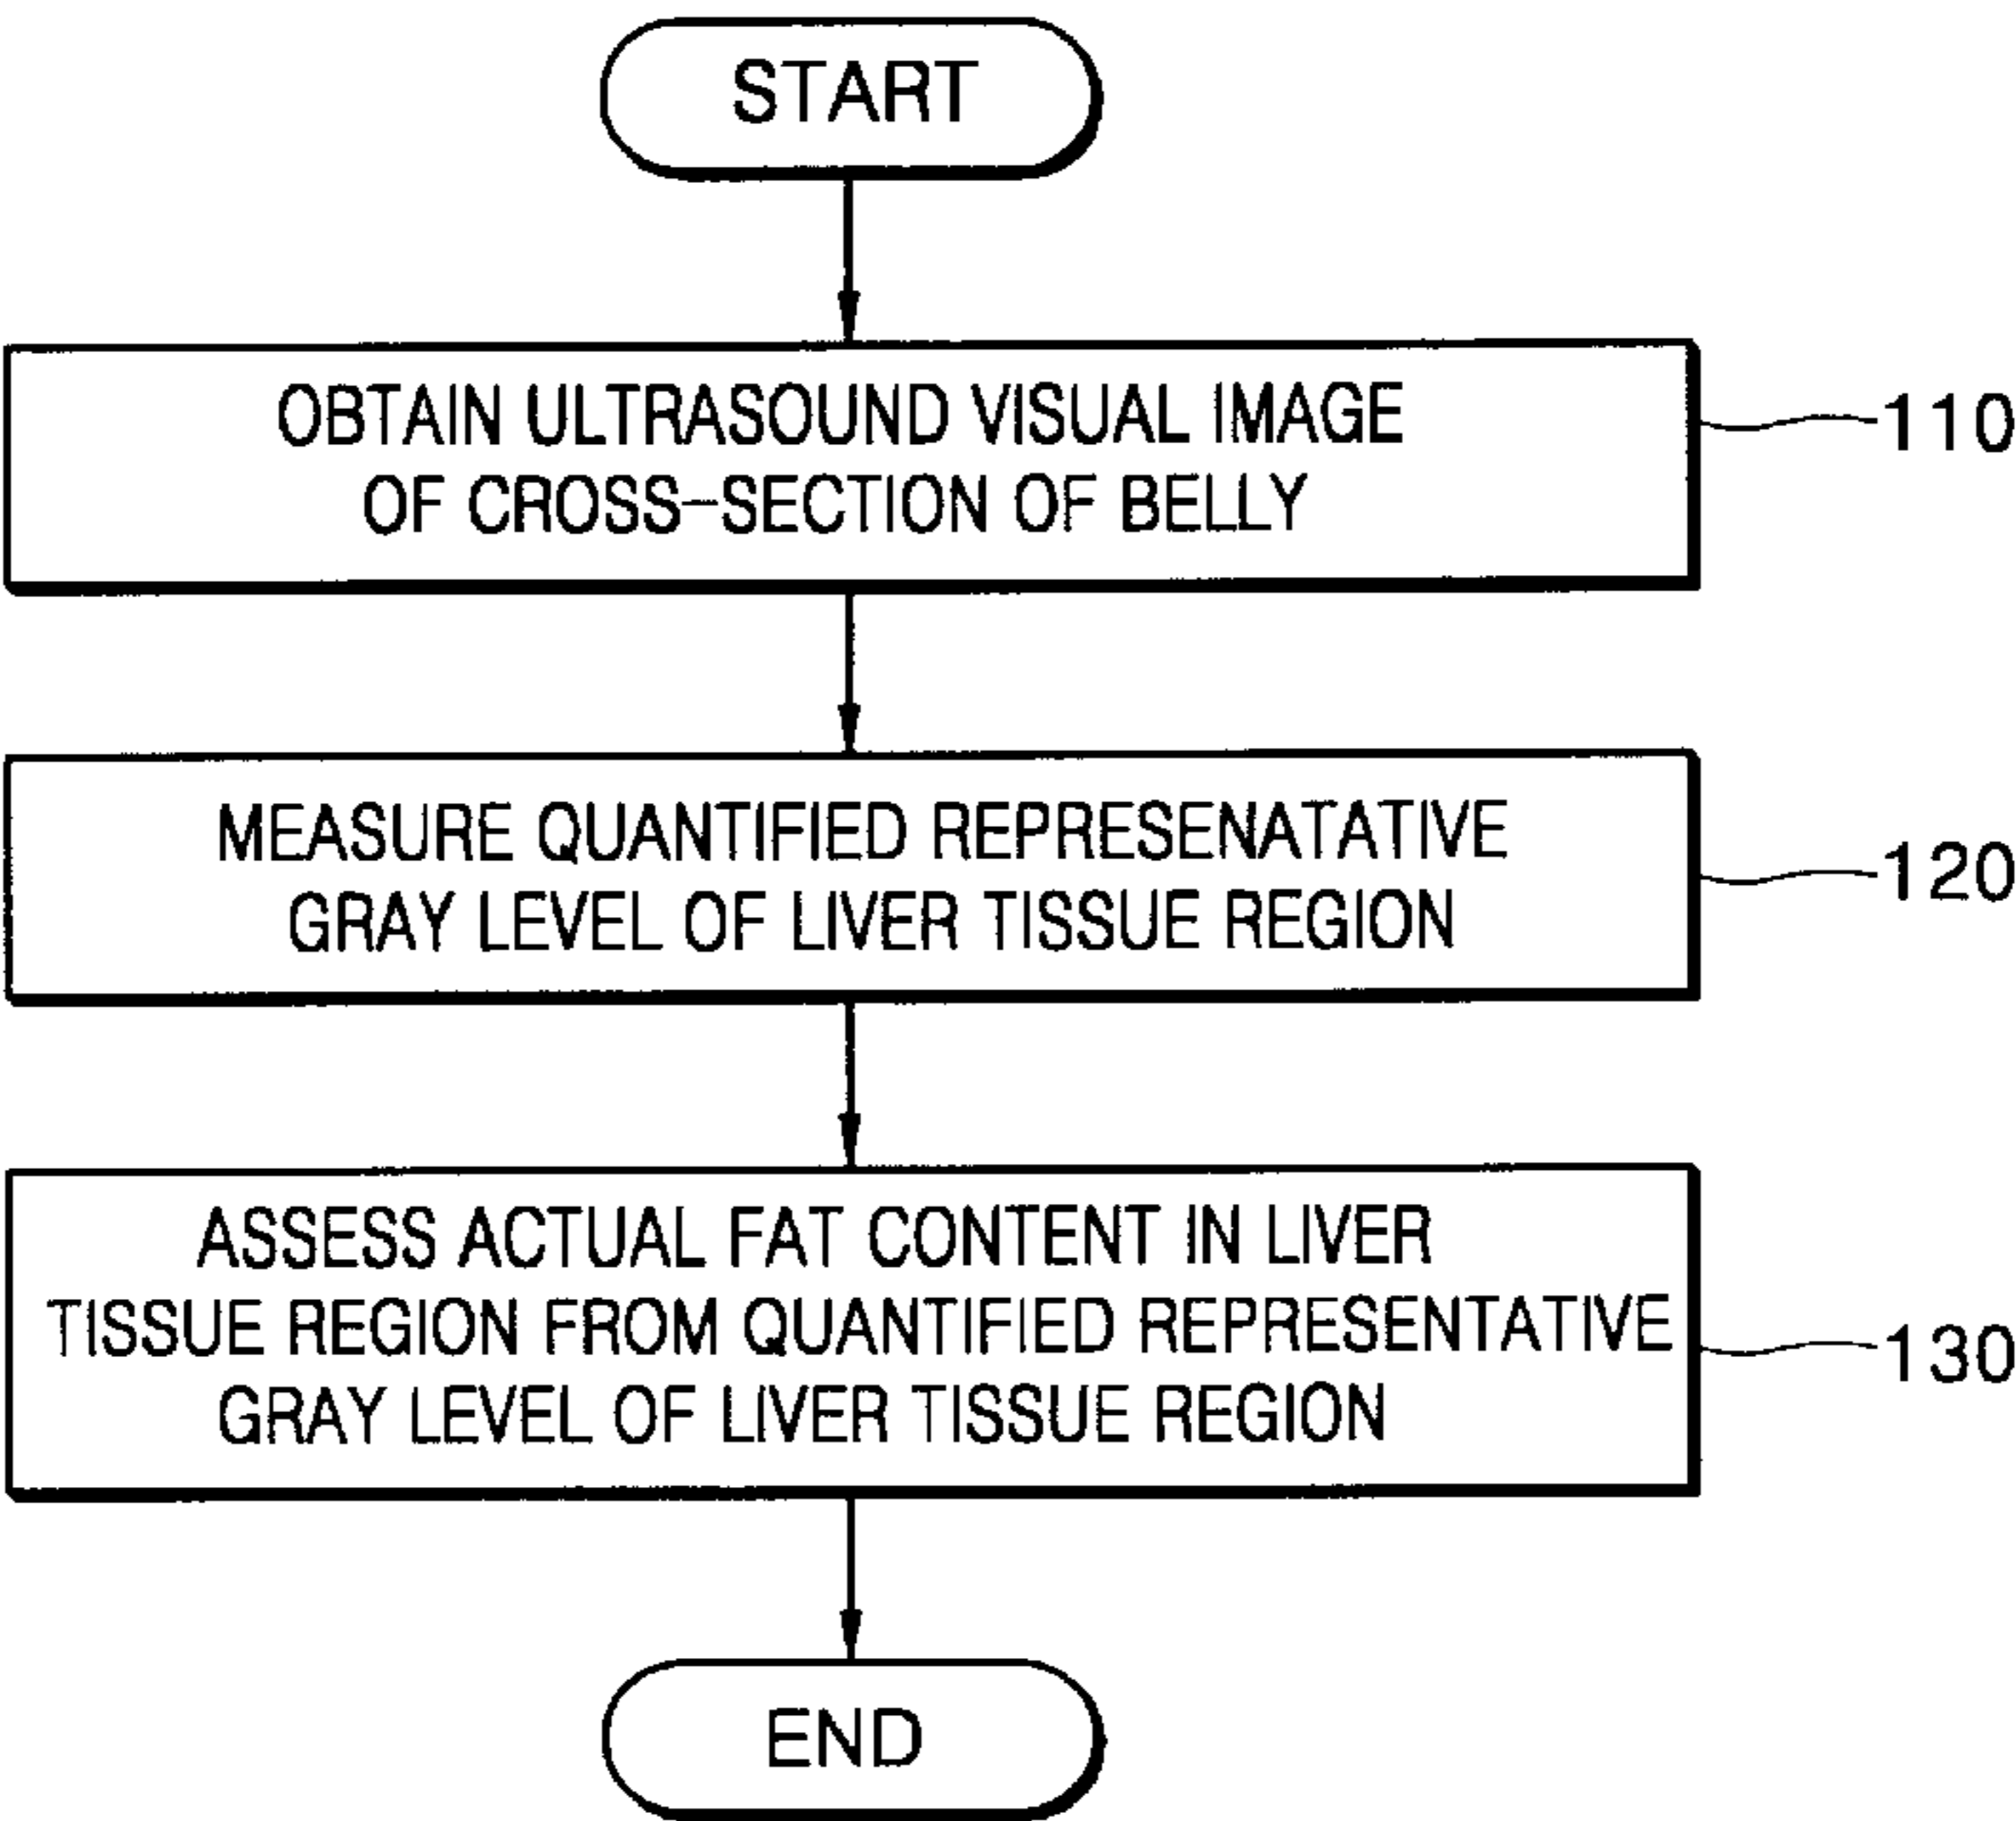 START
OBTAIN ULTRASOUND VISUAL IMAGE
OF CROSS-SECTION OF BELLY
110
MEASURE QUANTIFIED REPRESENATATIVE
GRAY LEVEL OF LIVER TISSUE REGION
120
ASSESS ACTUAL FAT CONTENT IN LIVER
TISSUE REGION FROM QUANTIFIED REPRESENTATIVE
GRAY LEVEL OF LIVER TISSUE REGION
130
END